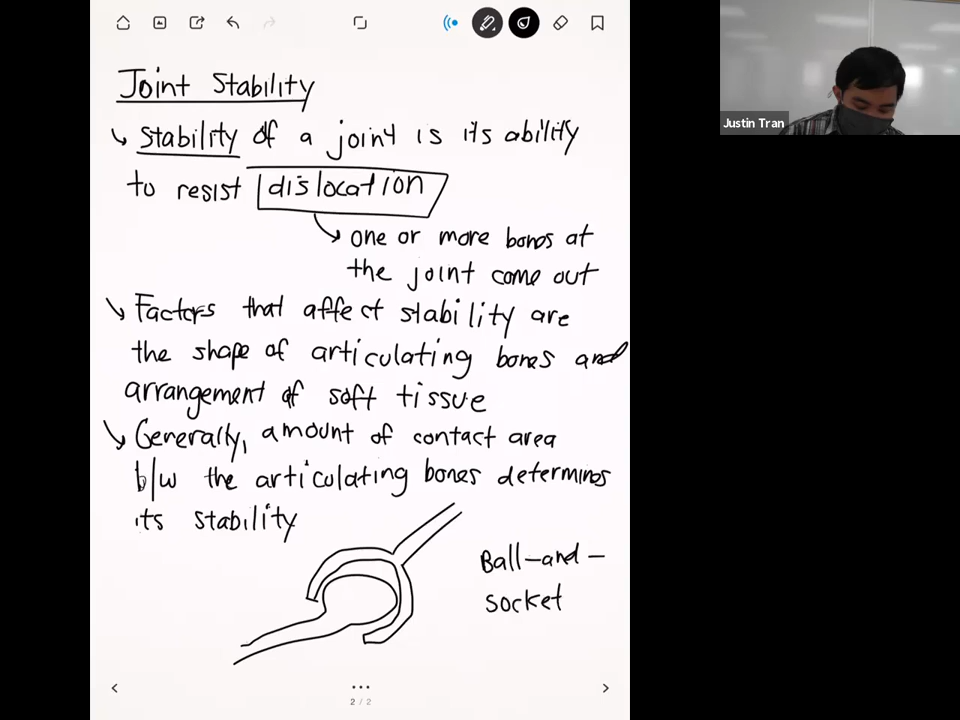 Joint Stability
↳ stability of a joint is its ability
to resist dislocation
↳ one or more bones at
the joint come out
↳ Factors that affect stability are
the shape of articulating bones and
arrangement of soft tissue
↳ Generally, amount of contact area
b/w the articulating bones determines
its stability
Ball-and-
socket
2 / 2
Justin Tran